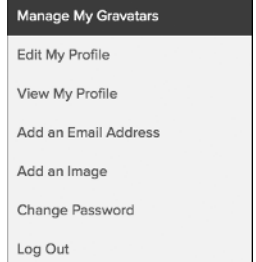 Manage My Gravatars
Edit My Profile
View My Profile
Add an Email Address
Add an Image
Change Password
Log Out